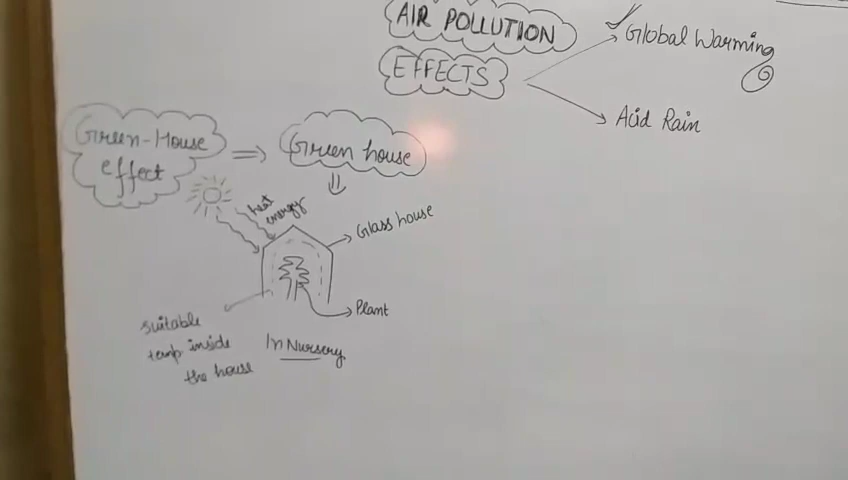 AIR POLLUTION
EFFECTS
Global Warming
Acid Rain
Green-House
effect
Green house
heat
energy
Glass house
Plant
suitable
temp inside
the house
In Nursery